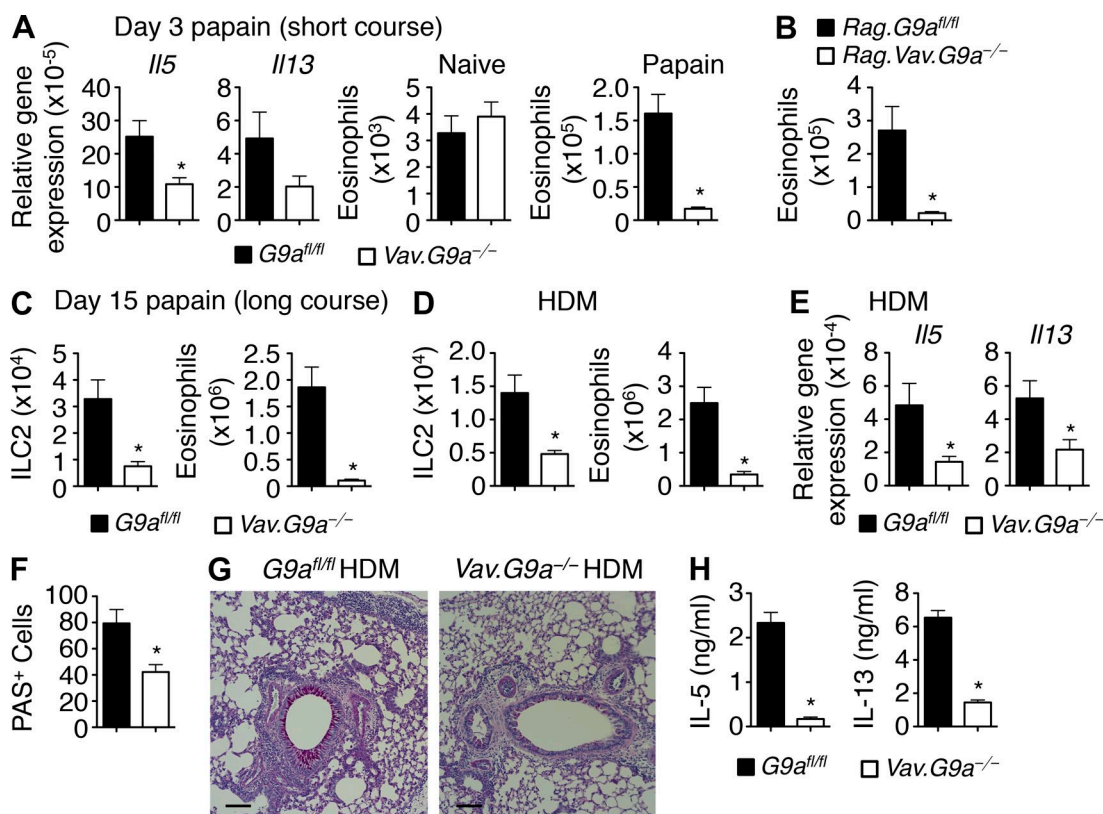 A Day 3 papain (short course)
Relative gene expression (x10-5)
Il5
40
30
20
10
0
*
Il13
8
6
4
2
0
Naive
Eosinophils (x10³)
5
4
3
2
1
0
Papain
Eosinophils (x10⁵)
2.0
1.5
1.0
0.5
0
*
G9afl/fl Vav.G9a−/−
B
Rag.G9afl/fl
Rag.Vav.G9a−/−
Eosinophils (x10⁵)
4
3
2
1
0
*
C Day 15 papain (long course)
ILC2 (x10⁴)
5
4
3
2
1
0
*
Eosinophils (x10⁶)
2.5
2.0
1.5
1.0
0.5
0
*
G9afl/fl Vav.G9a−/−
D HDM
ILC2 (x10⁴)
2.0
1.5
1.0
0.5
0
*
Eosinophils (x10⁶)
4
3
2
1
0
*
E HDM
Relative gene expression (x10-4)
Il5
8
6
4
2
0
*
Il13
8
6
4
2
0
*
G9afl/fl Vav.G9a−/−
F
PAS+ Cells
100
80
60
40
20
0
*
G
G9afl/fl HDM
Vav.G9a−/− HDM
H
IL-5 (ng/ml)
3
2
1
0
*
IL-13 (ng/ml)
8
6
4
2
0
*
G9afl/fl Vav.G9a−/−